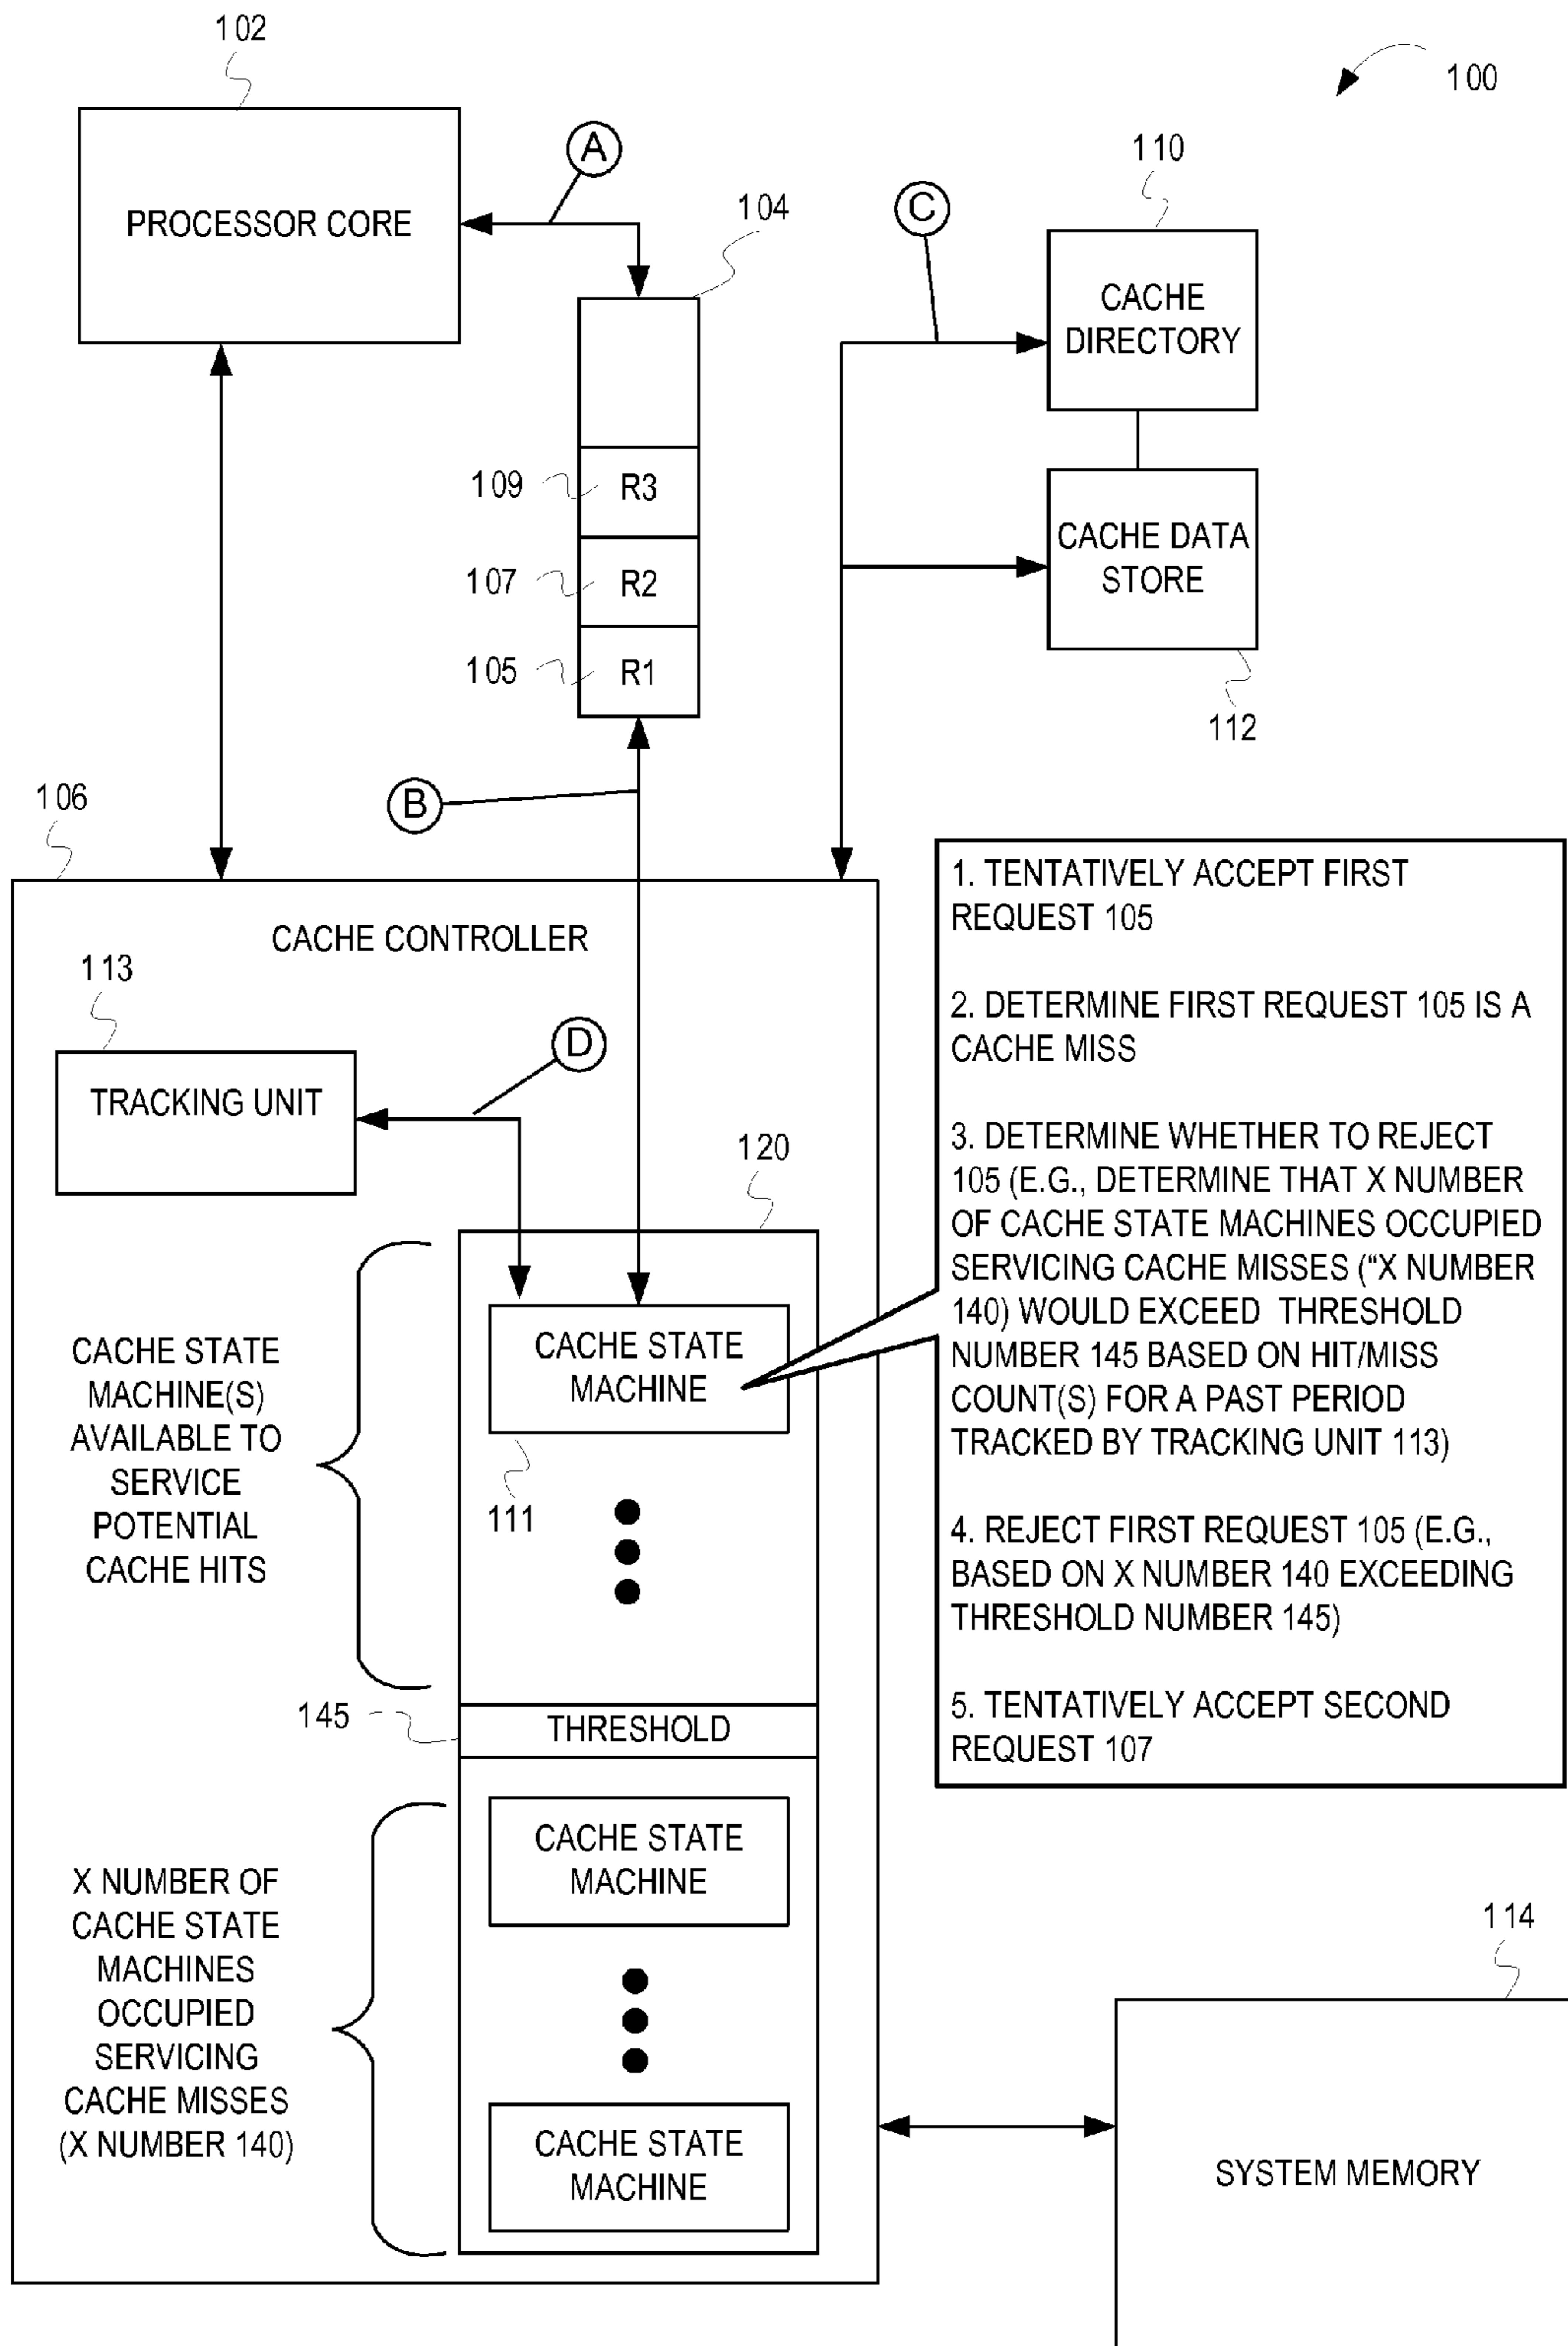 102
100
A
110
PROCESSOR CORE
104
C
CACHE
DIRECTORY
109
R3
107
R2
105
R1
CACHE DATA
STORE
112
106
B
CACHE CONTROLLER
113
D
TRACKING UNIT
120
CACHE STATE
MACHINE(S)
AVAILABLE TO
SERVICE
POTENTIAL
CACHE HITS
CACHE STATE
MACHINE
111
1. TENTATIVELY ACCEPT FIRST
REQUEST 105
2. DETERMINE FIRST REQUEST 105 IS A
CACHE MISS
3. DETERMINE WHETHER TO REJECT
105 (E.G., DETERMINE THAT X NUMBER
OF CACHE STATE MACHINES OCCUPIED
SERVICING CACHE MISSES (“X NUMBER
140) WOULD EXCEED THRESHOLD
NUMBER 145 BASED ON HIT/MISS
COUNT(S) FOR A PAST PERIOD
TRACKED BY TRACKING UNIT 113)
4. REJECT FIRST REQUEST 105 (E.G.,
BASED ON X NUMBER 140 EXCEEDING
THRESHOLD NUMBER 145)
5. TENTATIVELY ACCEPT SECOND
REQUEST 107
145
THRESHOLD
X NUMBER OF
CACHE STATE
MACHINES
OCCUPIED
SERVICING
CACHE MISSES
(X NUMBER 140)
CACHE STATE
MACHINE
CACHE STATE
MACHINE
114
SYSTEM MEMORY